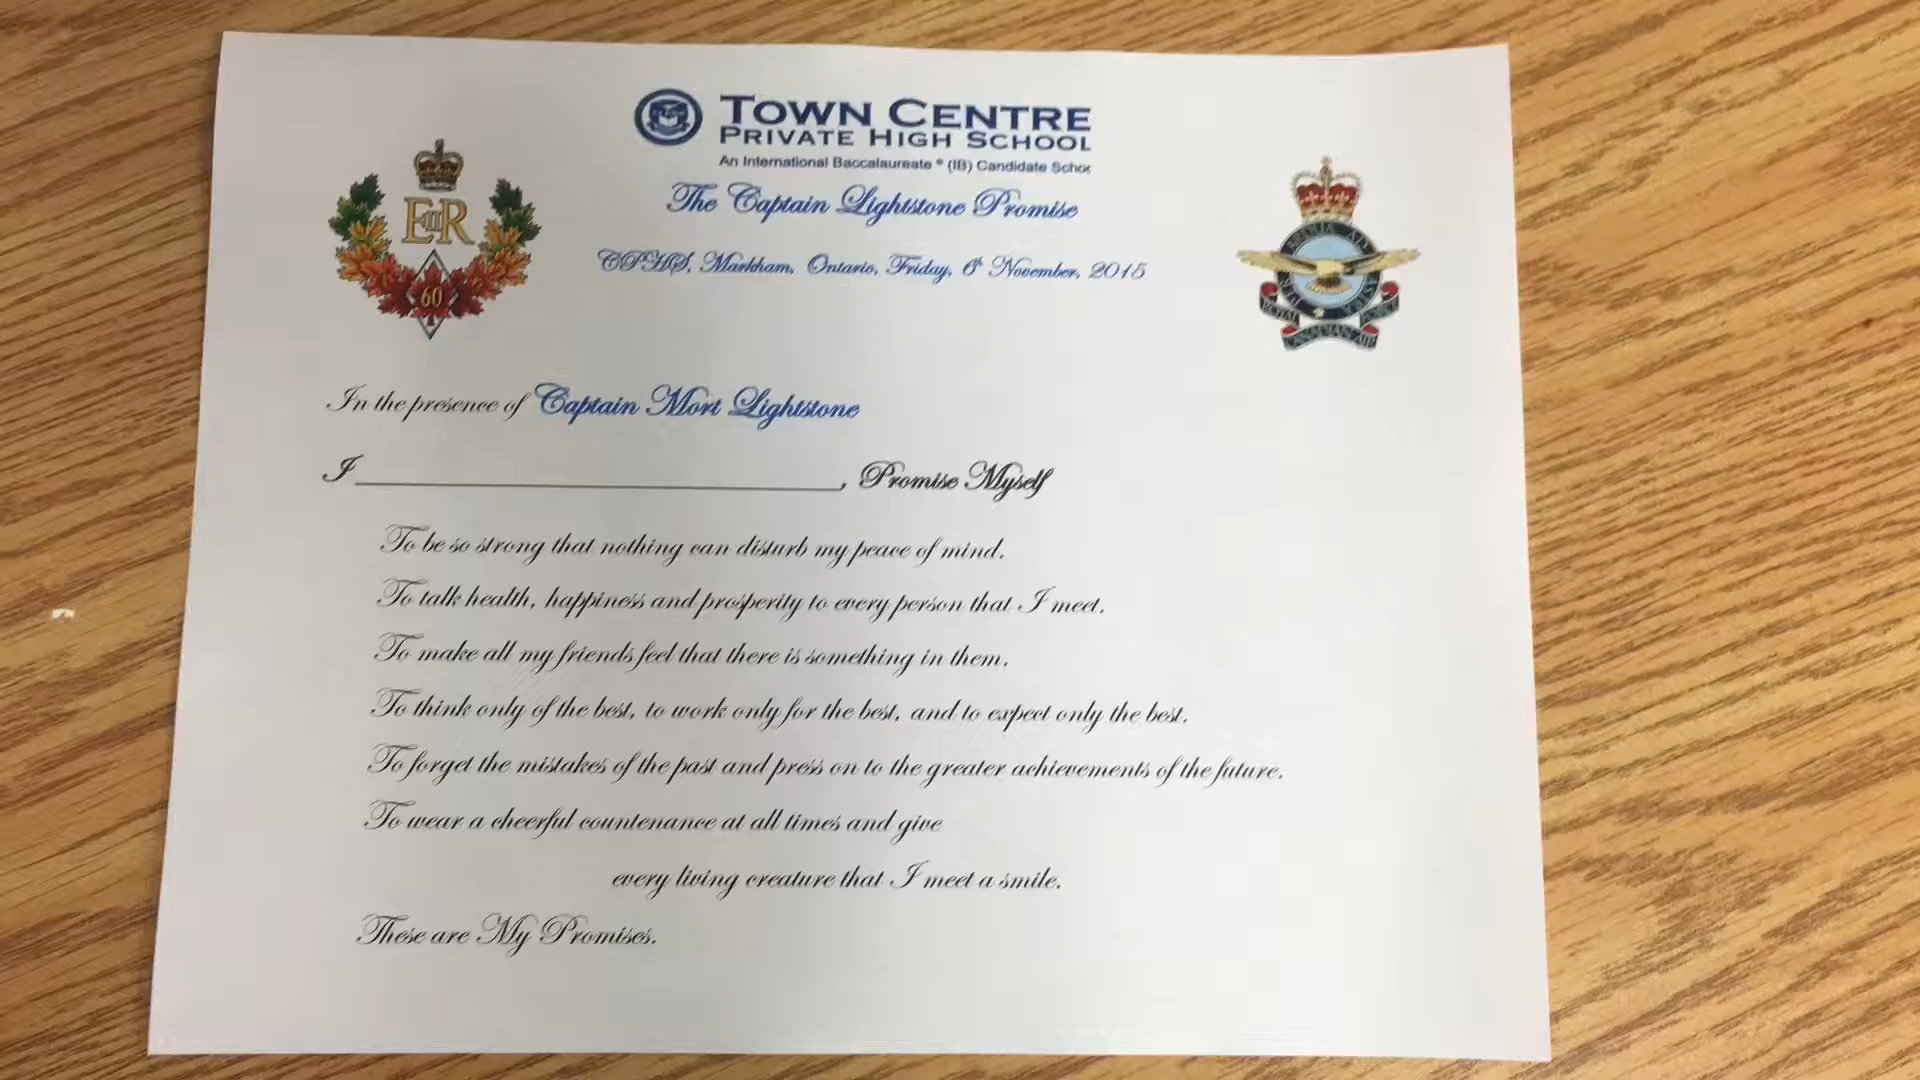 TOWN CENTRE
PRIVATE HIGH SCHOOL
An International Baccalaureate ® (IB) Candidate Schoo
The Captain Lightstone Promise
CPHS, Markham, Ontario, Friday, 6th November, 2015
EIIR
60
ROYAL CANADIAN AIR FORCE
In the presence of Captain Mort Lightstone
I ______________________________, Promise Myself
To be so strong that nothing can disturb my peace of mind.
To talk health, happiness and prosperity to every person that I meet.
To make all my friends feel that there is something in them.
To think only of the best, to work only for the best, and to expect only the best.
To forget the mistakes of the past and press on to the greater achievements of the future.
To wear a cheerful countenance at all times and give
every living creature that I meet a smile.
These are My Promises.